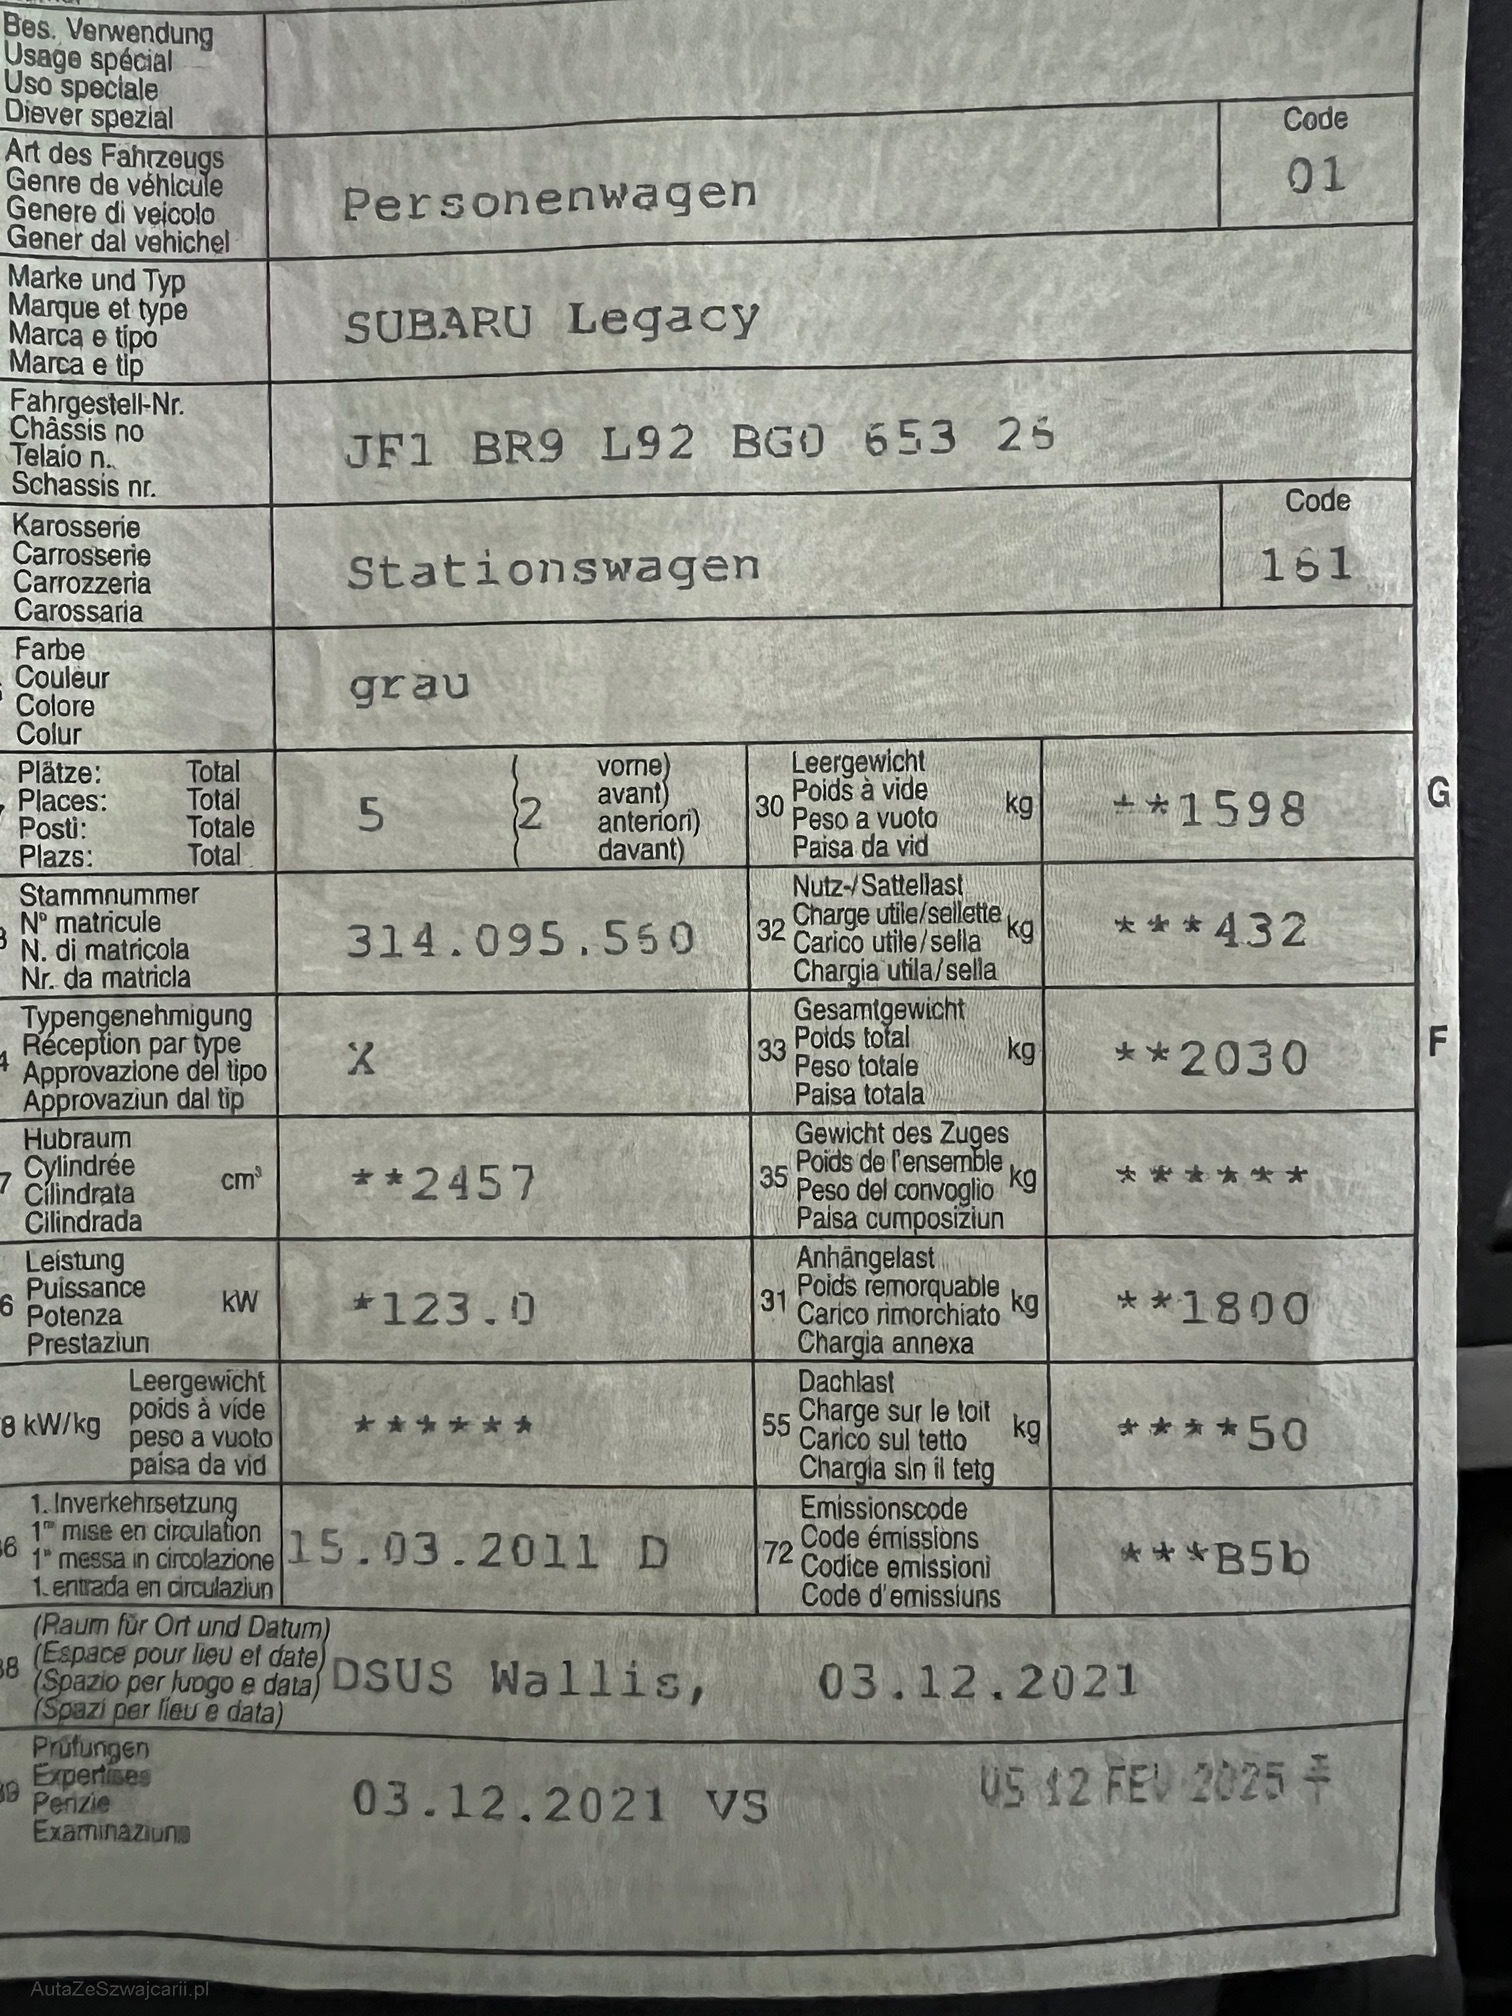 Bes. Verwendung
Usage spécial
Uso speciale
Diever spezial
Art des Fahrzeugs
Genre de véhicule
Genere di veicolo
Gener dal vehichel
Personenwagen
Code
01
Marke und Typ
Marque et type
Marca e tipo
Marca e tip
SUBARU Legacy
Fahrgestell-Nr.
Châssis no
Telaio n.
Schassis nr.
JF1 BR9 L92 BG0 653 26
Karosserie
Carrosserie
Carrozzeria
Carossaria
Stationswagen
Code
161
Farbe
Couleur
Colore
Colur
grau
Plätze: Total
Places: Total
Posti: Totale
Plazs: Total
5 2
vorne)
avant)
anteriori)
davant)
30 Leergewicht
Poids à vide
Peso a vuoto
Paisa da vid
kg
**1598
G
Stammnummer
N° matricule
N. di matricola
Nr. da matricla
314.095.560
32 Nutz-/Sattellast
Charge utile/sellette
Carico utile/sella
Chargia utila/sella
kg
***432
Typengenehmigung
Réception par type
Approvazione del tipo
Approvaziun dal tip
X
33 Gesamtgewicht
Poids total
Peso totale
Paisa totala
kg
**2030
F
Hubraum
Cylindrée
Cilindrata
Cilindrada
cm³
**2457
35 Gewicht des Zuges
Poids de l'ensemble
Peso del convoglio
Paisa cumposiziun
kg
******
Leistung
Puissance
Potenza
Prestaziun
kW
*123.0
31 Anhängelast
Poids remorquable
Carico rimorchiato
Chargia annexa
kg
**1800
8 kW/kg
Leergewicht
poids à vide
peso a vuoto
paisa da vid
******
55 Dachlast
Charge sur le toit
Carico sul tetto
Chargia sin il tetg
kg
****50
1. Inverkehrsetzung
1re mise en circulation
1a messa in circolazione
1. entrada en circulaziun
15.03.2011 D
72 Emissionscode
Code émissions
Codice emissioni
Code d'emissiuns
***B5b
(Raum für Ort und Datum)
(Espace pour lieu et date)
(Spazio per luogo e data)
(Spazi per lieu e data)
DSUS Wallis, 03.12.2021
Prüfungen
Expertises
Perizie
Examinaziuns
03.12.2021 VS
12 FEV 2025
AutaZeSzwajcarii.pl